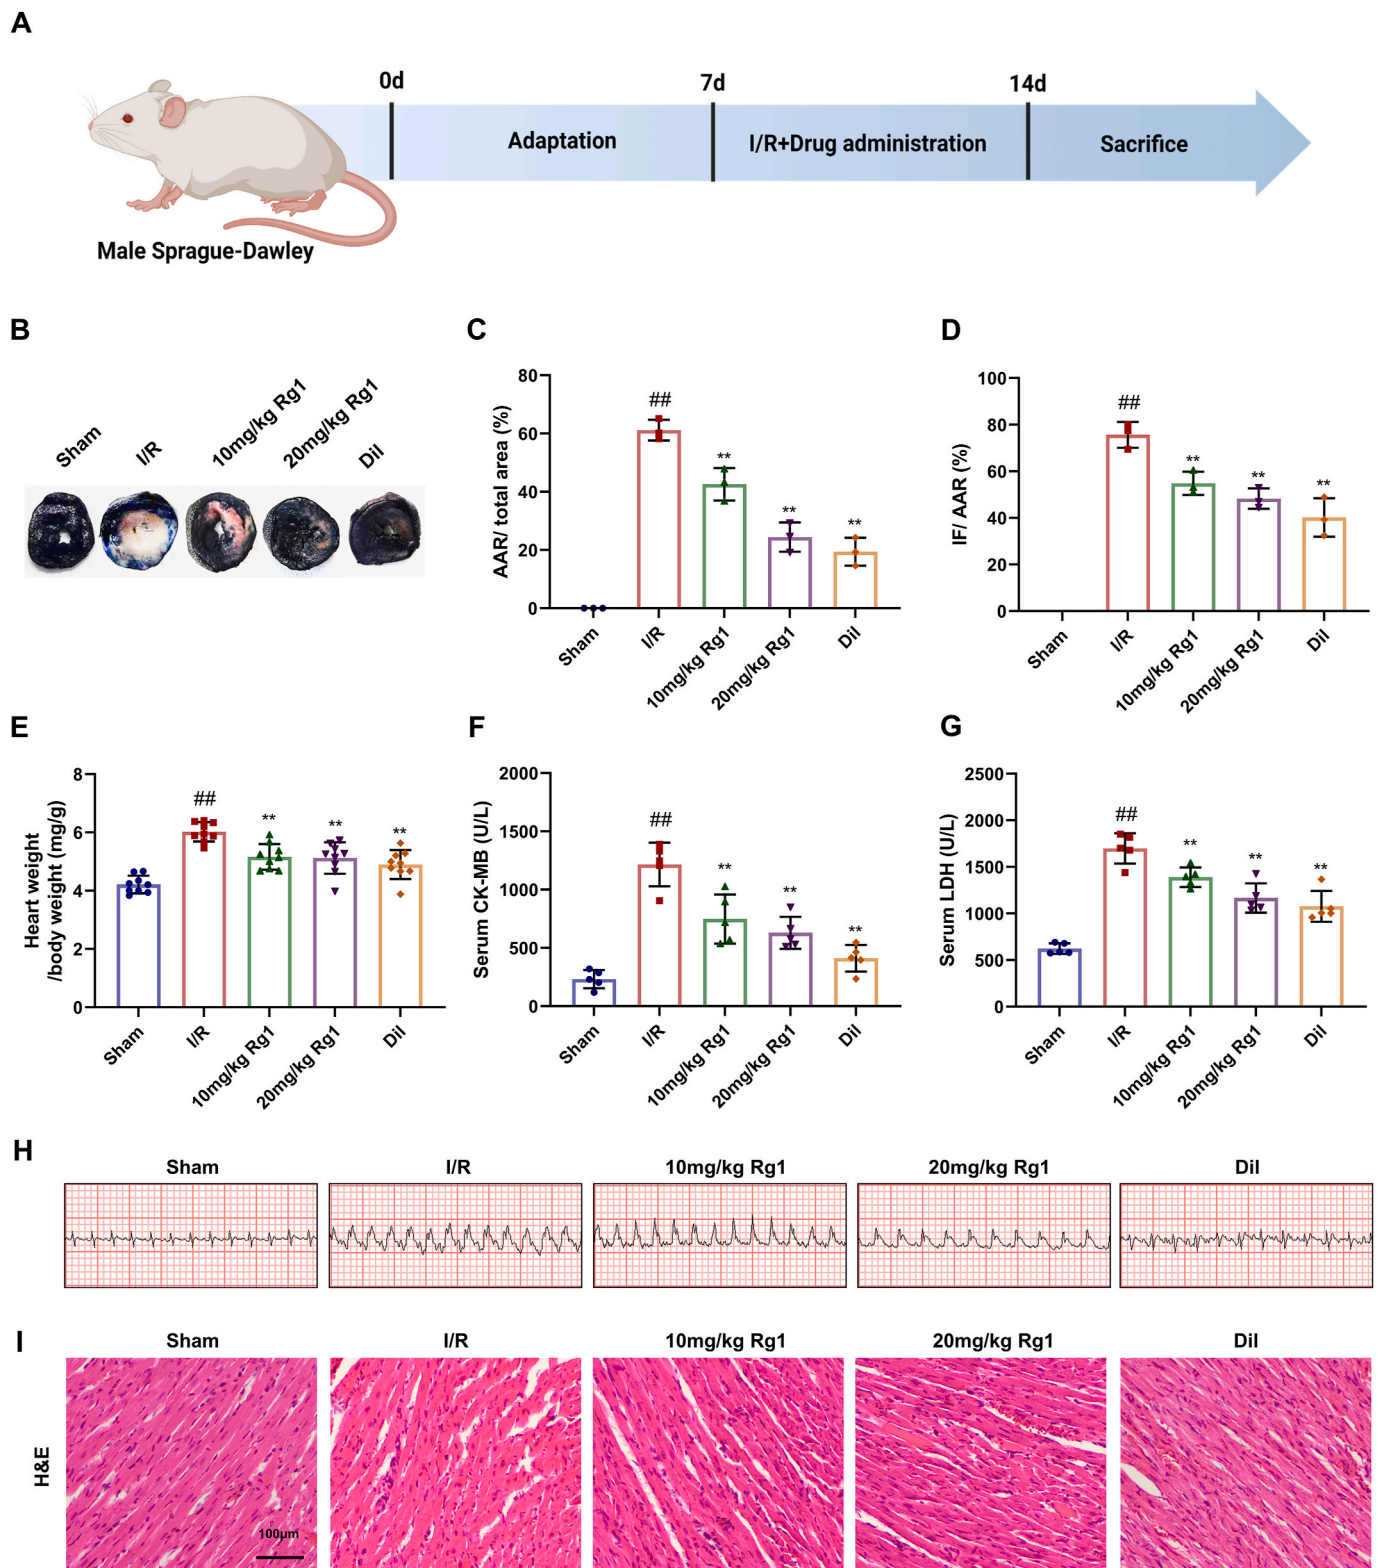 A
0d
7d
14d
Adaptation
I/R+Drug administration
Sacrifice
Male Sprague-Dawley
B
Sham
I/R
10mg/kg Rg1
20mg/kg Rg1
Dil
C
AAR/ total area (%)
80
60
40
20
0
##
**
**
**
Sham
I/R
10mg/kg Rg1
20mg/kg Rg1
Dil
D
IF/ AAR (%)
100
80
60
40
20
0
##
**
**
**
Sham
I/R
10mg/kg Rg1
20mg/kg Rg1
Dil
E
Heart weight
/body weight (mg/g)
8
6
4
2
0
##
**
**
**
Sham
I/R
10mg/kg Rg1
20mg/kg Rg1
Dil
F
Serum CK-MB (U/L)
2000
1500
1000
500
0
##
**
**
**
Sham
I/R
10mg/kg Rg1
20mg/kg Rg1
Dil
G
Serum LDH (U/L)
2500
2000
1500
1000
500
0
##
**
**
**
Sham
I/R
10mg/kg Rg1
20mg/kg Rg1
Dil
H
Sham
I/R
10mg/kg Rg1
20mg/kg Rg1
Dil
I
Sham
I/R
10mg/kg Rg1
20mg/kg Rg1
Dil
H&E
100μm